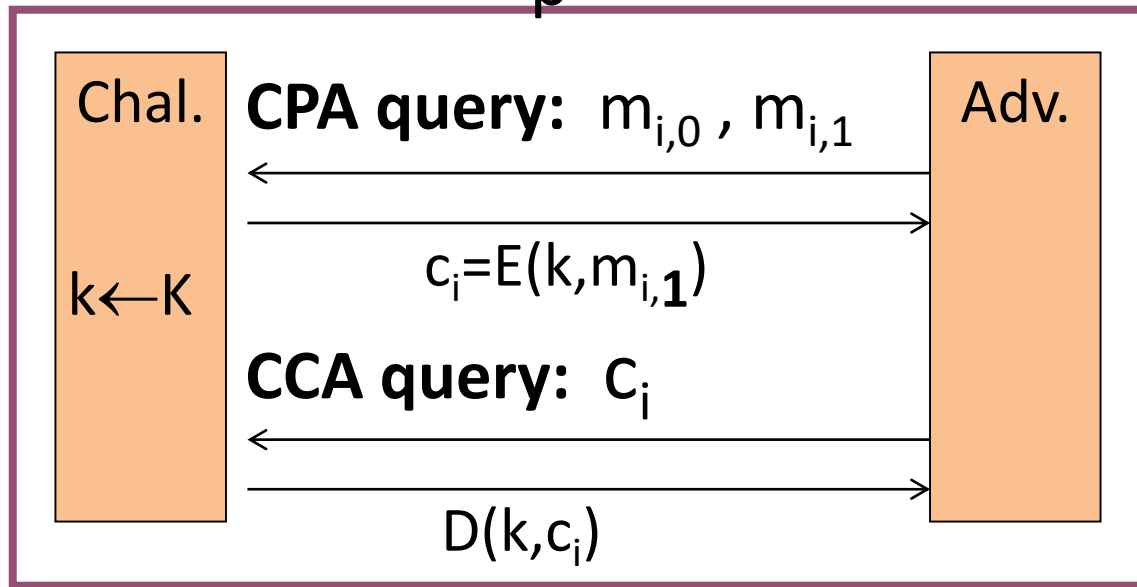 Chal.
CPA query: m_{i,0} , m_{i,1}
Adv.
c_i=E(k,m_{i,1})
k←K
CCA query: c_i
D(k,c_i)